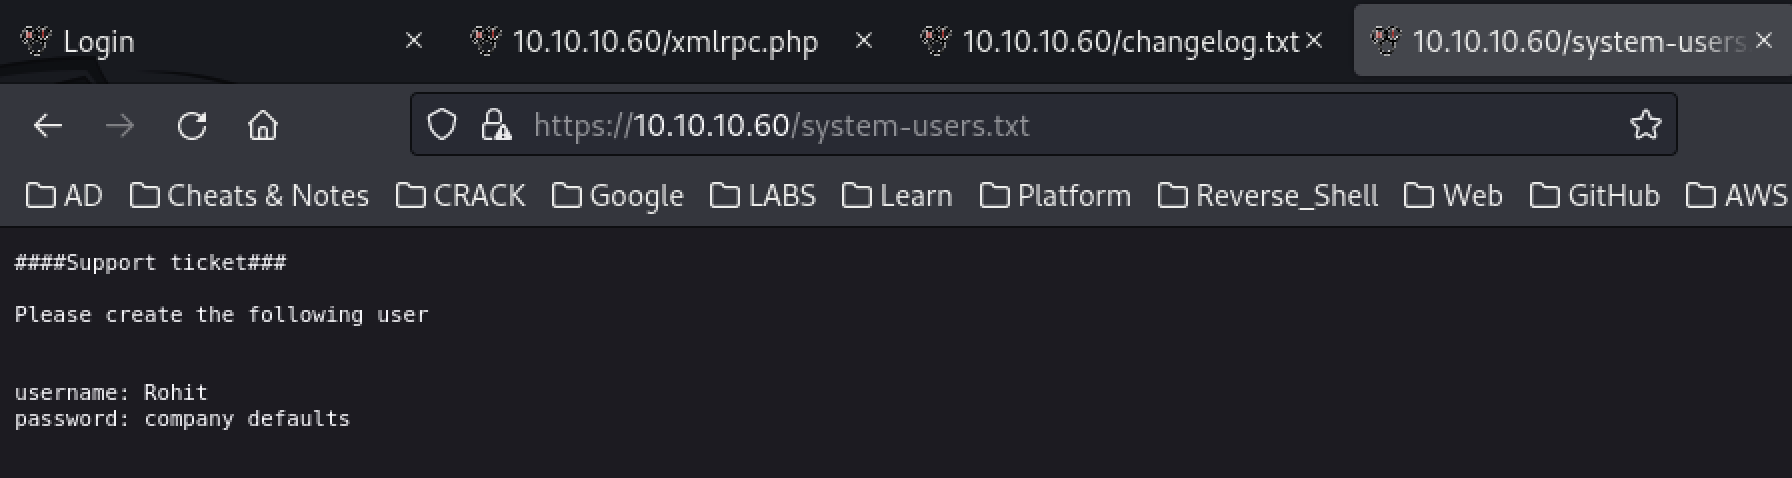 Login
10.10.10.60/xmlrpc.php
10.10.10.60/changelog.txt
10.10.10.60/system-users
https://10.10.10.60/system-users.txt
AD Cheats & Notes CRACK Google LABS Learn Platform Reverse_Shell Web GitHub AWS
####Support ticket###
Please create the following user
username: Rohit
password: company defaults